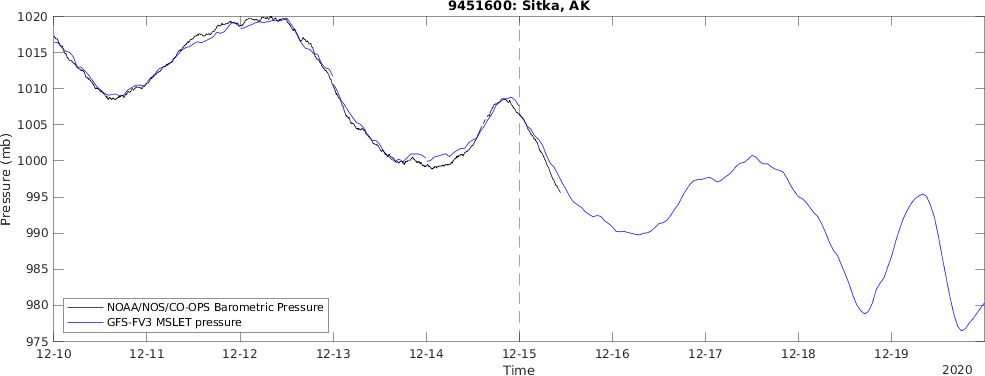 9451600: Sitka, AK
1020
1015
1010
1005
1000
995
990
985
980
975
Pressure (mb)
NOAA/NOS/CO-OPS Barometric Pressure
GFS-FV3 MSLET pressure
12-10 12-11 12-12 12-13 12-14 12-15 12-16 12-17 12-18 12-19
Time
2020